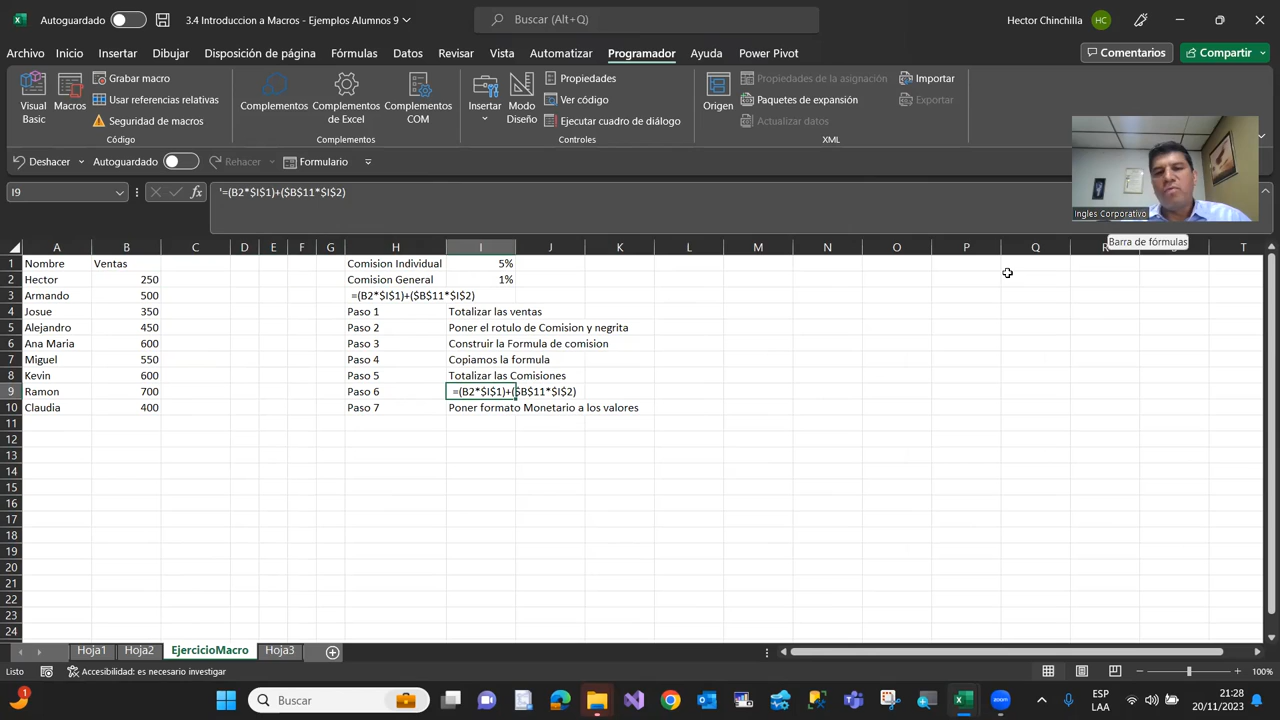 Autoguardado
3.4 Introduccion a Macros - Ejemplos Alumnos 9
Buscar (Alt+Q)
Hector Chinchilla
HC
Archivo Inicio Insertar Dibujar Disposición de página Fórmulas Datos Revisar Vista Automatizar Programador Ayuda Power Pivot
Comentarios
Compartir
Visual Basic
Macros
Grabar macro
Usar referencias relativas
Seguridad de macros
Código
Complementos
Complementos de Excel
Complementos COM
Complementos
Insertar
Modo Diseño
Propiedades
Ver código
Ejecutar cuadro de diálogo
Controles
Origen
Propiedades de la asignación
Paquetes de expansión
Actualizar datos
Importar
Exportar
XML
Deshacer Autoguardado Rehacer Formulario
I9
fx
'=(B2*$I$1)+($B$11*$I$2)
Ingles Corporativo
Barra de fórmulas
A B C D E F G H I J K L M N O P Q R S T
1 Nombre Ventas Comision Individual 5%
2 Hector 250 Comision General 1%
3 Armando 500 =(B2*$I$1)+($B$11*$I$2)
4 Josue 350 Paso 1 Totalizar las ventas
5 Alejandro 450 Paso 2 Poner el rotulo de Comision y negrita
6 Ana Maria 600 Paso 3 Construir la Formula de comision
7 Miguel 550 Paso 4 Copiamos la formula
8 Kevin 600 Paso 5 Totalizar las Comisiones
9 Ramon 700 Paso 6 =(B2*$I$1)+($B$11*$I$2)
10 Claudia 400 Paso 7 Poner formato Monetario a los valores
11
12
13
14
15
16
17
18
19
20
21
22
23
24
Hoja1 Hoja2 EjercicioMacro Hoja3
Listo
Accesibilidad: es necesario investigar
100%
1
Buscar
zoom
ESP
LAA
21:28
20/11/2023